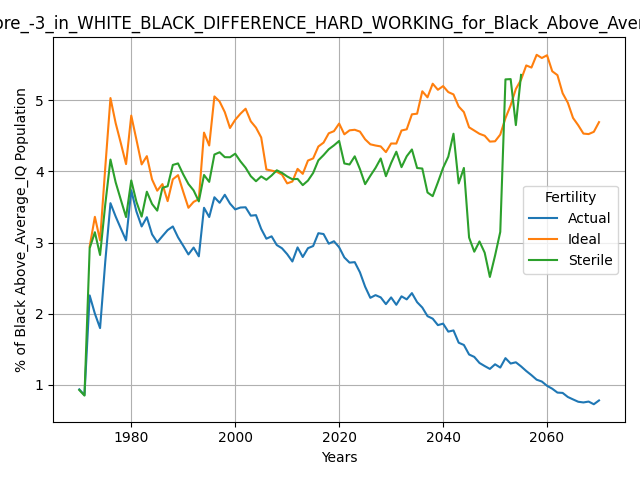 ore_-3_in_WHITE_BLACK_DIFFERENCE_HARD_WORKING_for_Black_Above_Aver
% of Black Above_Average_IQ Population
5
4
3
2
1
Fertility
Actual
Ideal
Sterile
1980
2000
2020
2040
2060
Years